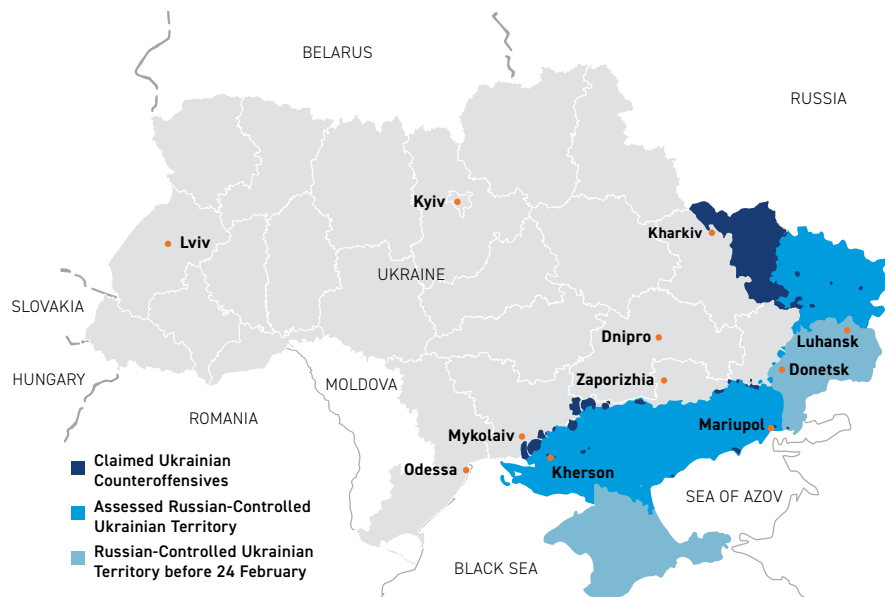 BELARUS
RUSSIA
Kyiv
Kharkiv
Lviv
UKRAINE
SLOVAKIA
Dnipro
Luhansk
Donetsk
HUNGARY
MOLDOVA
Zaporizhia
ROMANIA
Mykolaiv
Mariupol
Odessa
Kherson
SEA OF AZOV
BLACK SEA
Claimed Ukrainian
Counteroffensives
Assessed Russian-Controlled
Ukrainian Territory
Russian-Controlled Ukrainian
Territory before 24 February